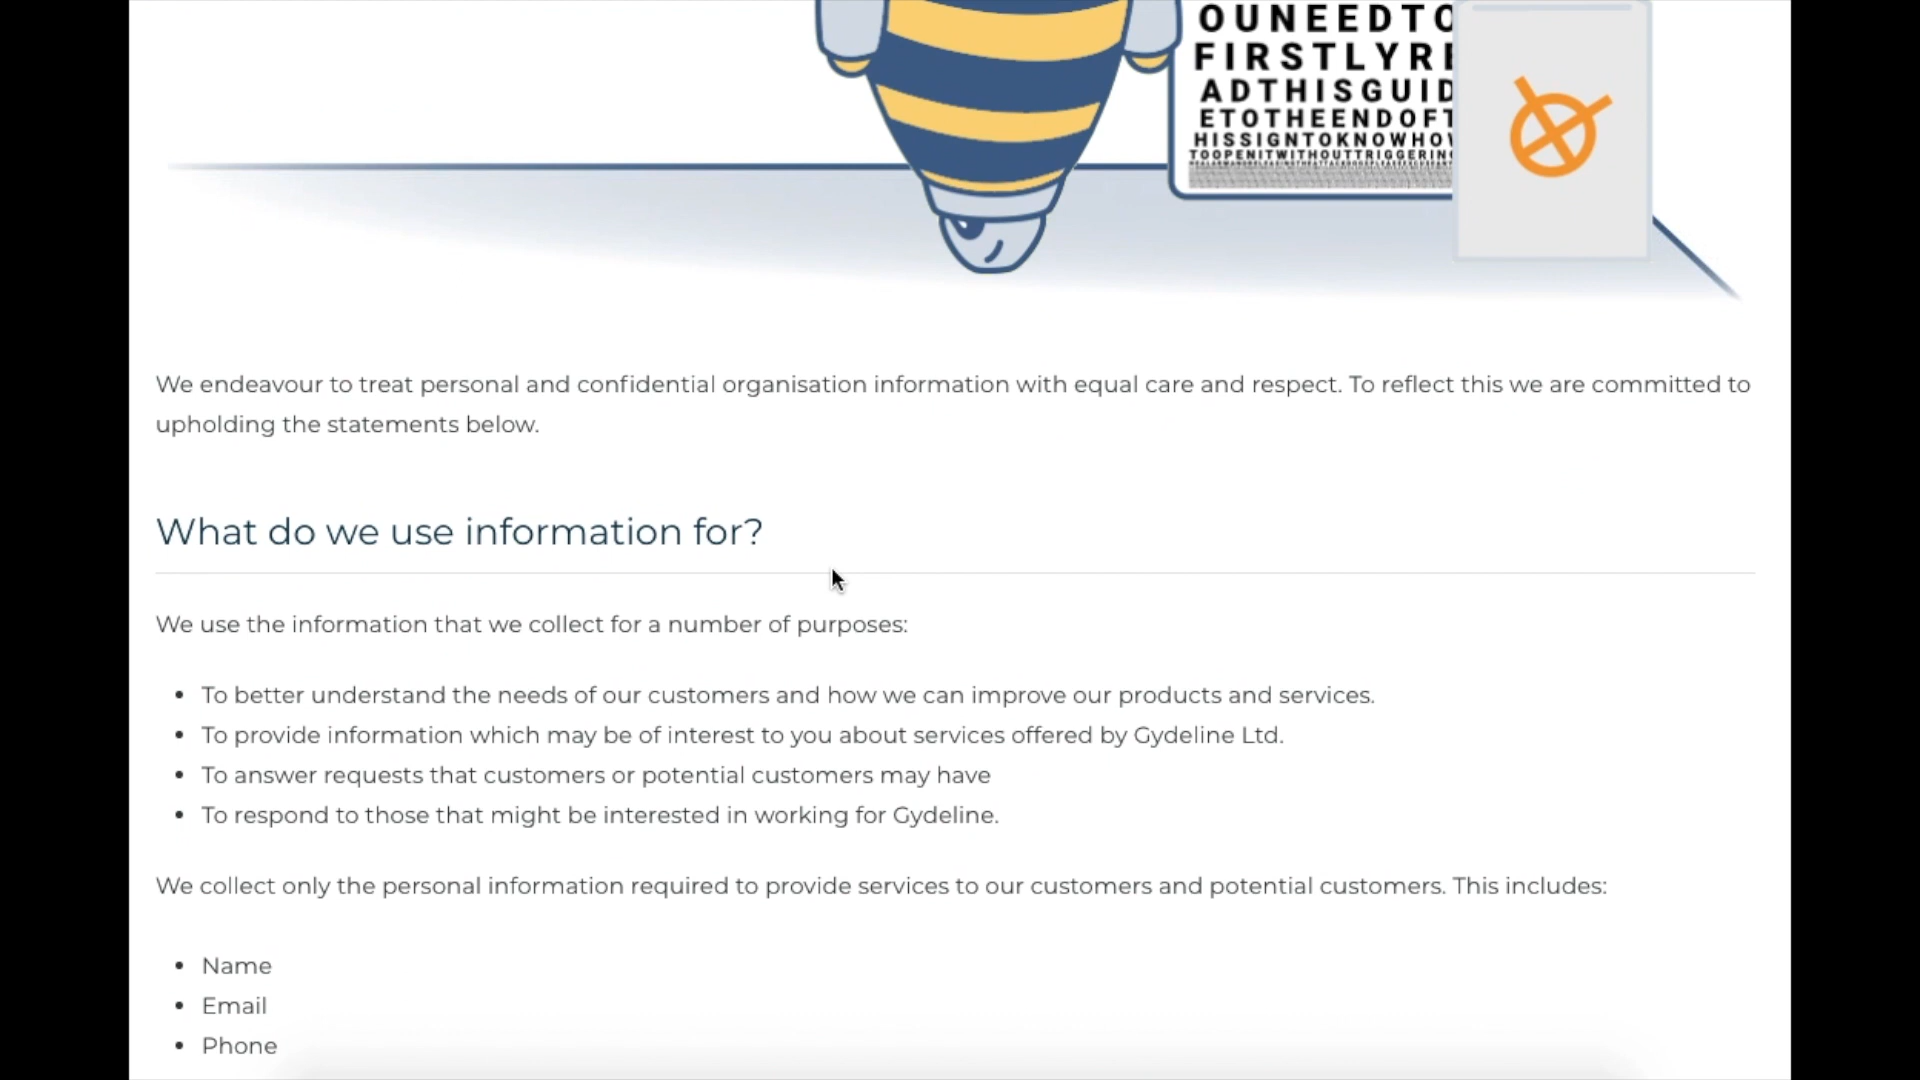 OUNEEDTO
FIRSTLYRE
ADTHISGUID
ETOTHEENDOFT
HISSIGNTOKNOWHOW
TOOPENITWITHOUTTRIGGERING
We endeavour to treat personal and confidential organisation information with equal care and respect. To reflect this we are committed to
upholding the statements below.
What do we use information for?
We use the information that we collect for a number of purposes:
• To better understand the needs of our customers and how we can improve our products and services.
• To provide information which may be of interest to you about services offered by Gydeline Ltd.
• To answer requests that customers or potential customers may have
• To respond to those that might be interested in working for Gydeline.
We collect only the personal information required to provide services to our customers and potential customers. This includes:
• Name
• Email
• Phone